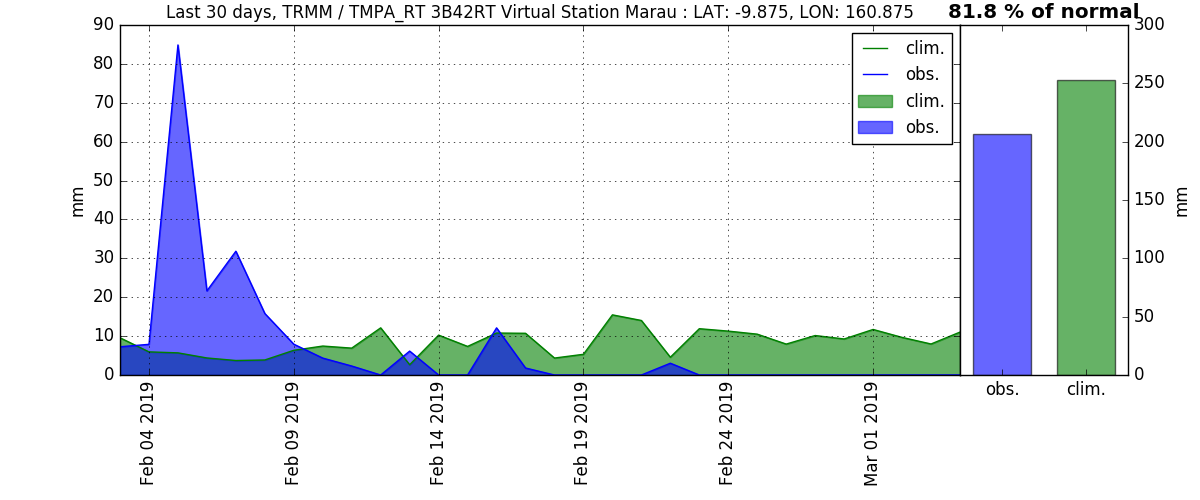 Last 30 days, TRMM / TMPA_RT 3B42RT Virtual Station Marau : LAT: -9.875, LON: 160.875
81.8 % of normal
90
80
70
60
50
40
30
20
10
0
mm
clim.
obs.
clim.
obs.
Feb 04 2019
Feb 09 2019
Feb 14 2019
Feb 19 2019
Feb 24 2019
Mar 01 2019
300
250
200
150
100
50
0
mm
obs.
clim.